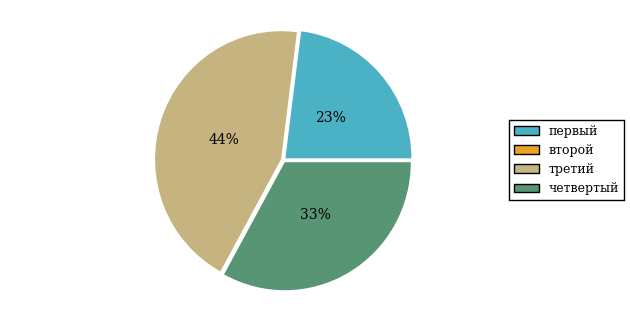 23%
44%
33%
первый
второй
третий
четвертый